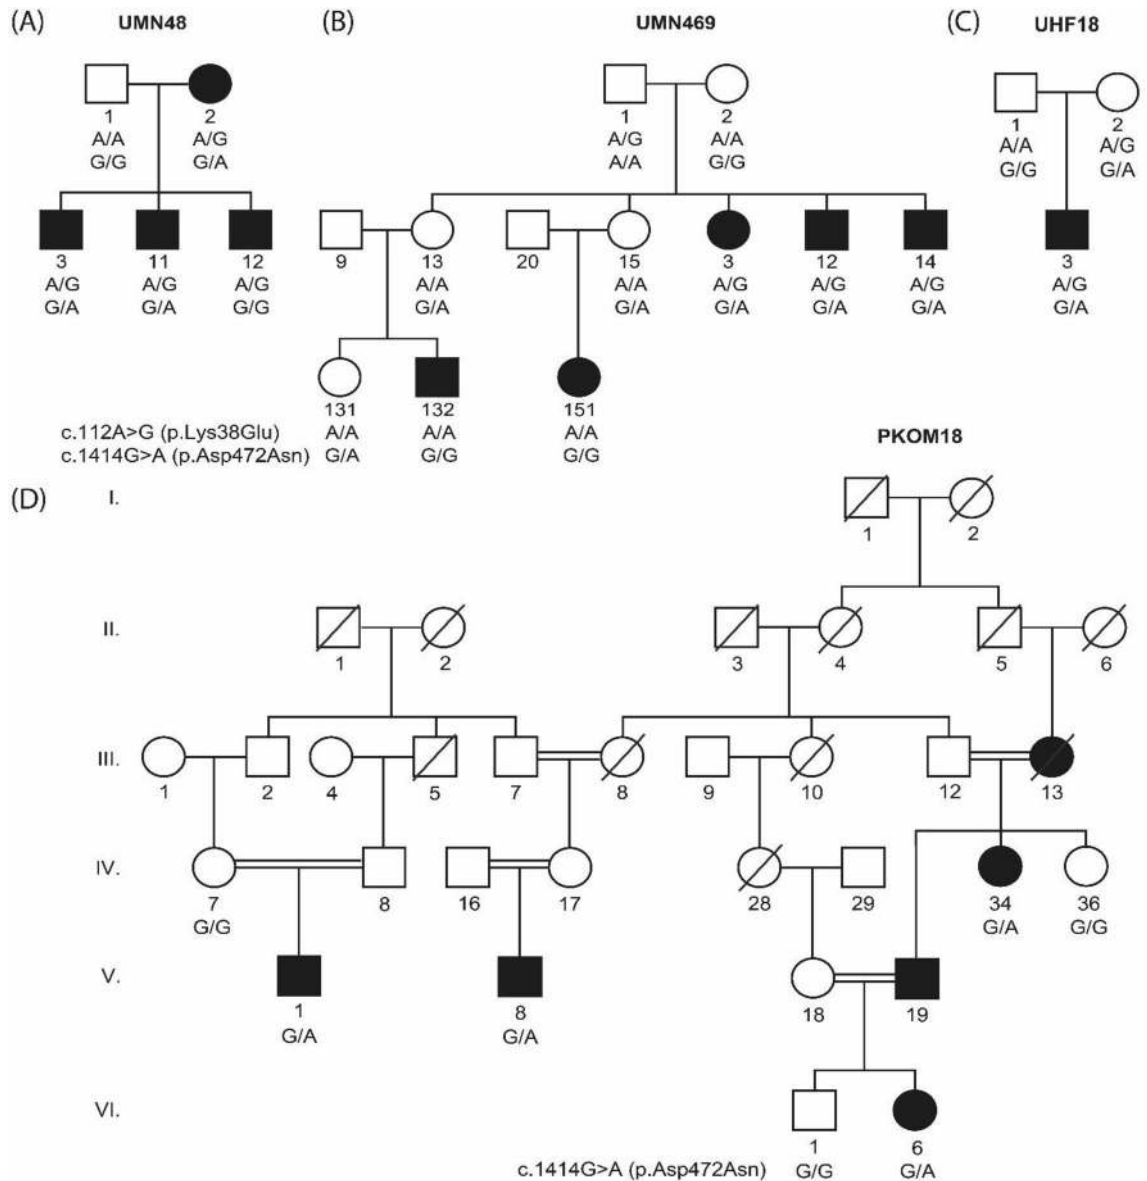 (A) UMN48 (B) UMN469 (C) UHF18
1 2 1 2 1 2
A/A A/G A/G A/A A/A A/G
G/G G/A A/A G/G G/G G/A
3 11 12 9 13 20 15 3 12 14 3
A/G A/G A/G A/A A/A A/G A/G A/G A/G
G/A G/A G/G G/A G/A G/A G/A G/A G/A
131 132 151
A/A A/A A/A
G/A G/G G/G
c.112A>G (p.Lys38Glu)
c.1414G>A (p.Asp472Asn)
PKOM18
(D) I.
1 2
II.
1 2 3 4 5 6
III.
1 2 4 5 7 8 9 10 12 13
IV.
7 8 16 17 28 29 34 36
G/G G/A G/G
V.
1 8 18 19
G/A G/A
VI.
1 6
G/G G/A
c.1414G>A (p.Asp472Asn)